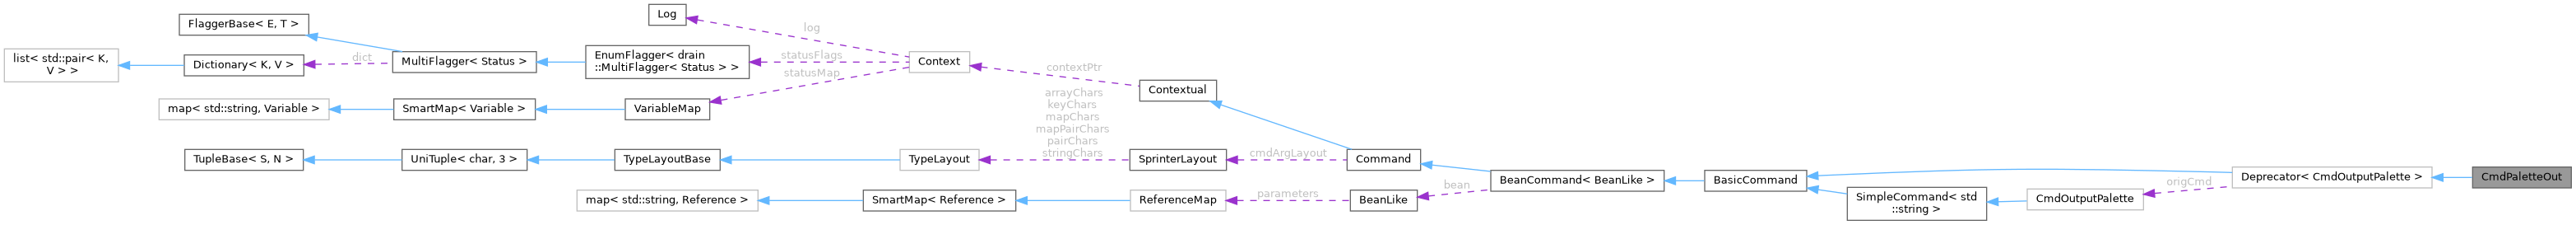 Log
FlaggerBase< E, T >
log
list< std::pair< K,
V > >
Dictionary< K, V >
dict
MultiFlagger< Status >
EnumFlagger< drain
::MultiFlagger< Status > >
statusFlags
Context
statusMap
contextPtr
Contextual
map< std::string, Variable >
SmartMap< Variable >
VariableMap
arrayChars
keyChars
mapChars
mapPairChars
pairChars
stringChars
TupleBase< S, N >
UniTuple< char, 3 >
TypeLayoutBase
TypeLayout
SprinterLayout
cmdArgLayout
Command
map< std::string, Reference >
SmartMap< Reference >
ReferenceMap
parameters
BeanLike
bean
BeanCommand< BeanLike >
BasicCommand
SimpleCommand< std
::string >
CmdOutputPalette
origCmd
Deprecator< CmdOutputPalette >
CmdPaletteOut